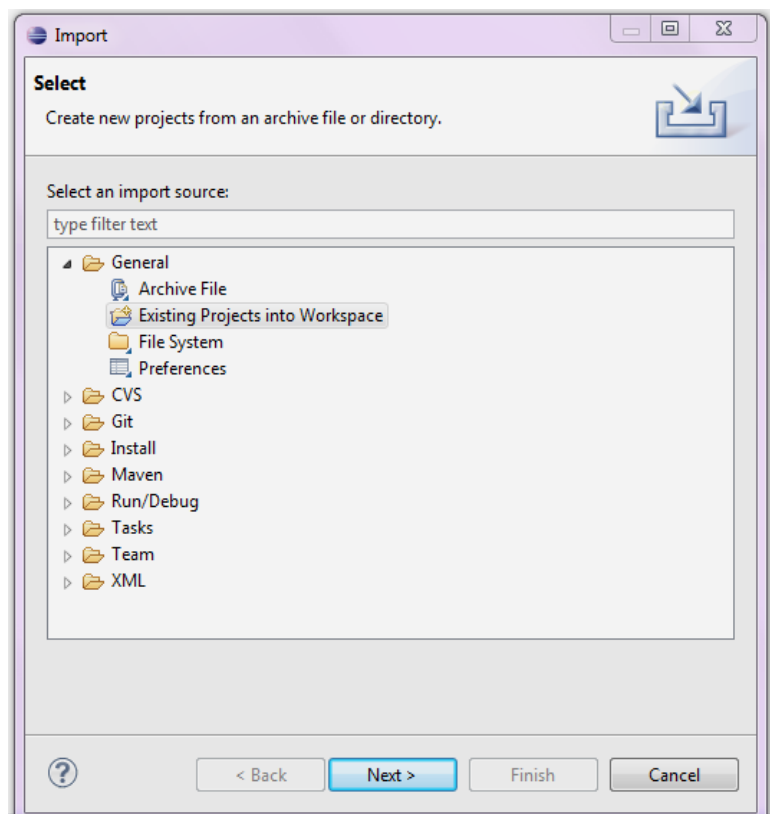 Import
Select
Create new projects from an archive file or directory.
Select an import source:
type filter text
General
Archive File
Existing Projects into Workspace
File System
Preferences
CVS
Git
Install
Maven
Run/Debug
Tasks
Team
XML
? < Back Next > Finish Cancel